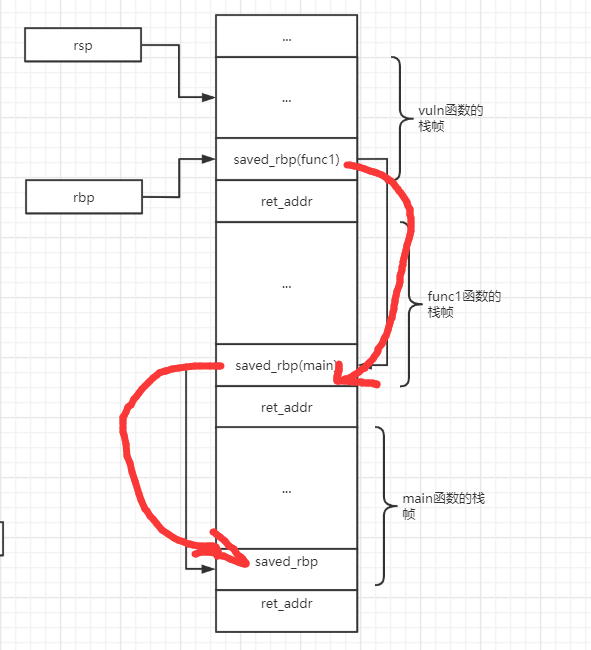 ...
rsp
...
vuln函数的
栈帧
saved_rbp(func1)
rbp
ret_addr
...
func1函数的
栈帧
saved_rbp(main)
ret_addr
...
main函数的栈
帧
saved_rbp
ret_addr